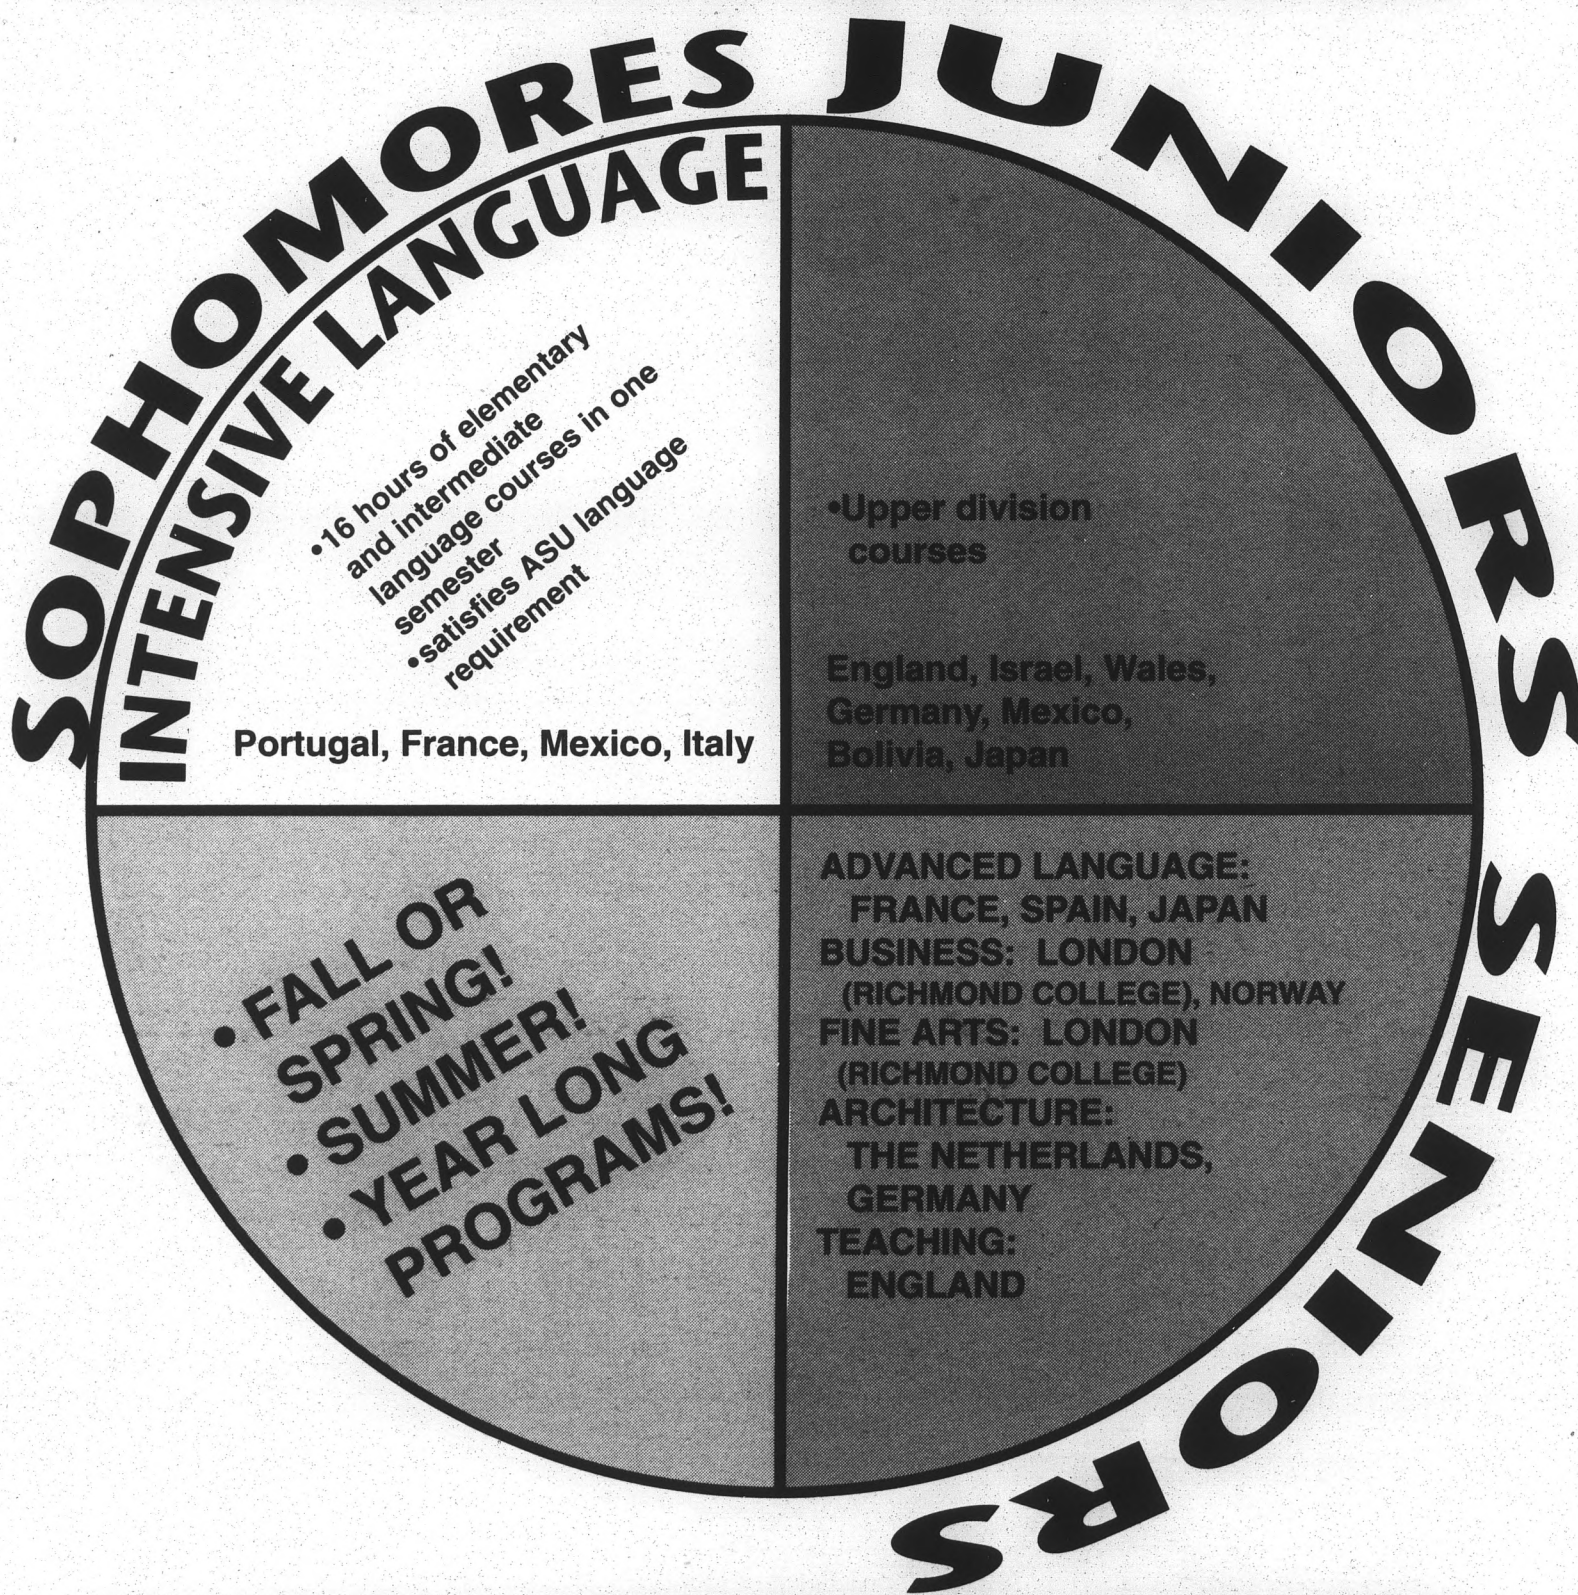 SOPHOMORES
INTENSIVE LANGUAGE
•16 hours of elementary
and intermediate
language courses in one
semester
•satisfies ASU language
requirement
Portugal, France, Mexico, Italy
JUNIORS
•Upper division
courses
England, Israel, Wales,
Germany, Mexico,
Bolivia, Japan
SENIORS
ADVANCED LANGUAGE:
FRANCE, SPAIN, JAPAN
BUSINESS: LONDON
(RICHMOND COLLEGE), NORWAY
FINE ARTS: LONDON
(RICHMOND COLLEGE)
ARCHITECTURE:
THE NETHERLANDS,
GERMANY
TEACHING:
ENGLAND
• FALL OR
SPRING!
• SUMMER!
• YEAR LONG
PROGRAMS!